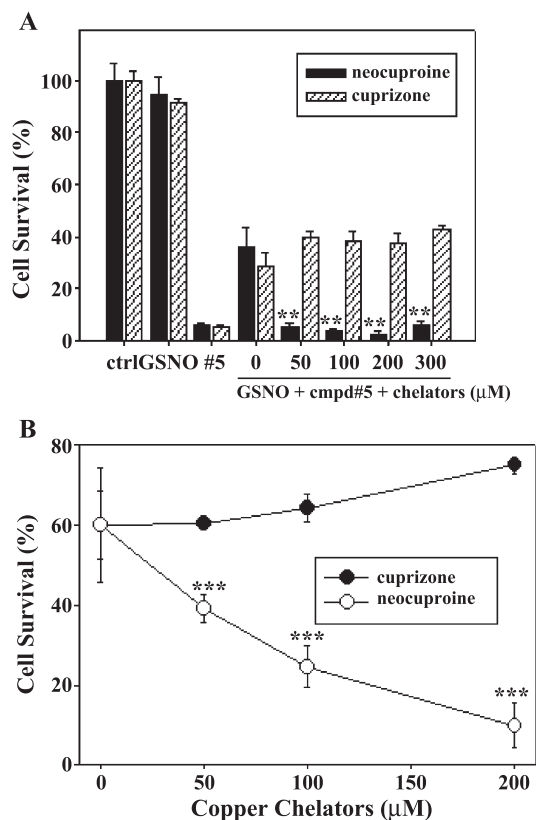 A
Cell Survival (%)
100
80
60
40
20
0
neocuproine
cuprizone
** ** ** **
ctrlGSNO #5
0 50 100 200 300
GSNO + cmpd#5 + chelators (μM)
B
Cell Survival (%)
80
60
40
20
0
cuprizone
neocuproine
***
***
***
0 50 100 150 200
Copper Chelators (μM)